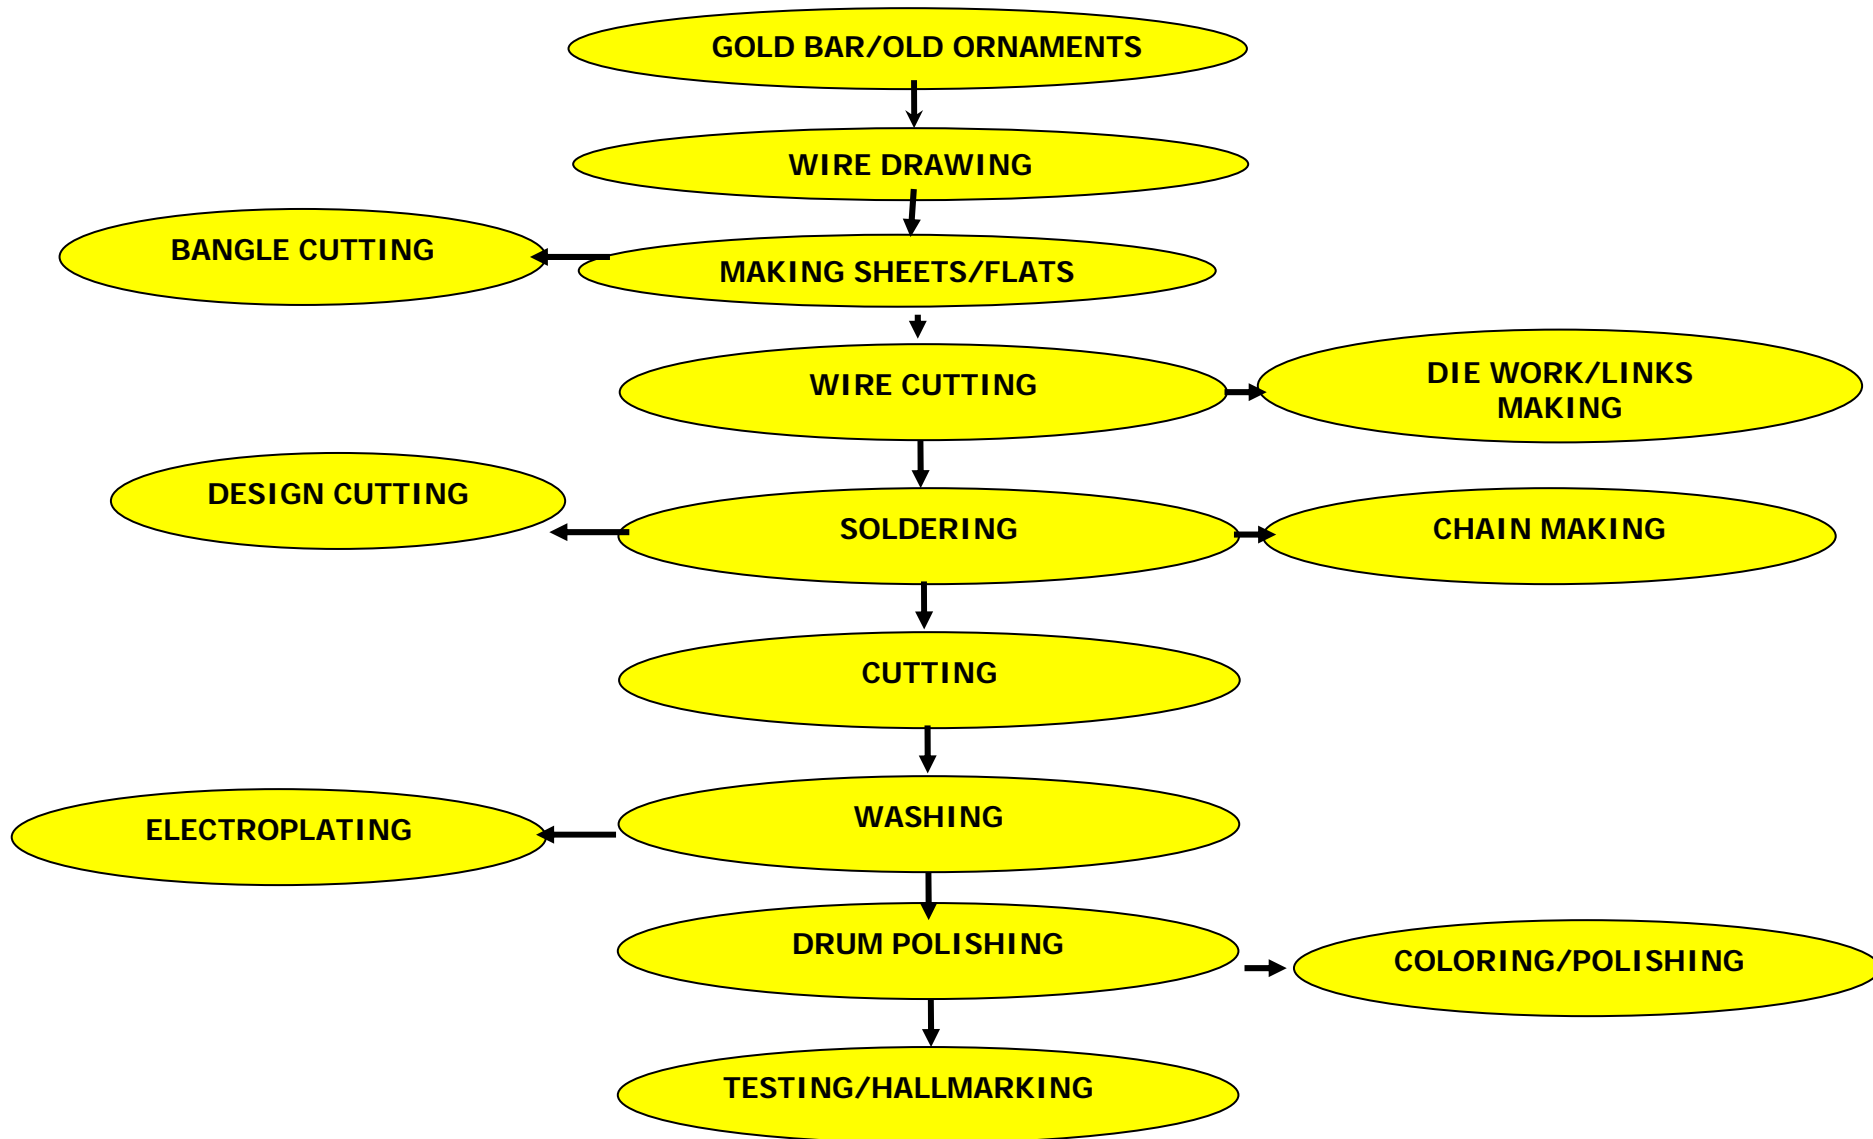 GOLD BAR/OLD ORNAMENTS
WIRE DRAWING
BANGLE CUTTING
MAKING SHEETS/FLATS
WIRE CUTTING
DIE WORK/LINKS
MAKING
DESIGN CUTTING
SOLDERING
CHAIN MAKING
CUTTING
WASHING
ELECTROPLATING
DRUM POLISHING
COLORING/POLISHING
TESTING/HALLMARKING